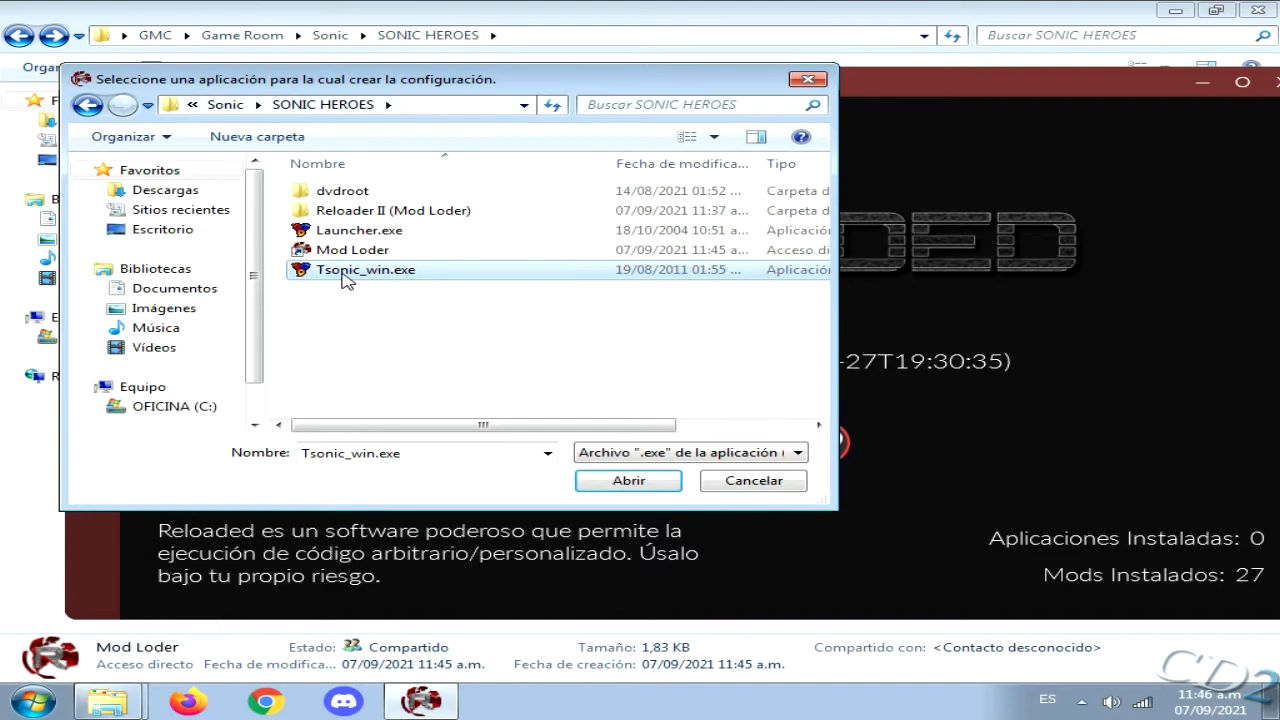 GMC Game Room Sonic SONIC HEROES
Buscar SONIC HEROES
Orgar
Seleccione una aplicación para la cual crear la configuración.
« Sonic SONIC HEROES
Buscar SONIC HEROES
Organizar Nueva carpeta
Nombre Fecha de modifica... Tipo
Favoritos
Descargas
Sitios recientes
Escritorio
Bibliotecas
Documentos
Imágenes
Música
Vídeos
Equipo
OFICINA (C:)
dvdroot 14/08/2021 01:52 ... Carpeta d
Reloader II (Mod Loder) 07/09/2021 11:37 a... Carpeta d
Launcher.exe 18/10/2004 10:51 a... Aplicació
Mod Loder 07/09/2021 11:45 a... Acceso di
Tsonic_win.exe 19/08/2011 01:55 ... Aplicació
Nombre: Tsonic_win.exe
Archivo ".exe" de la aplicación (
Abrir Cancelar
DED
-27T19:30:35)
Reloaded es un software poderoso que permite la
ejecución de código arbitrario/personalizado. Úsalo
bajo tu propio riesgo.
Aplicaciones Instaladas: 0
Mods Instalados: 27
Mod Loder Estado: Compartido Tamaño: 1,83 KB Compartido con: <Contacto desconocido>
Acceso directo Fecha de modifica... 07/09/2021 11:45 a.m. Fecha de creación: 07/09/2021 11:45 a.m.
CD2
ES
11:46 a.m.
07/09/2021